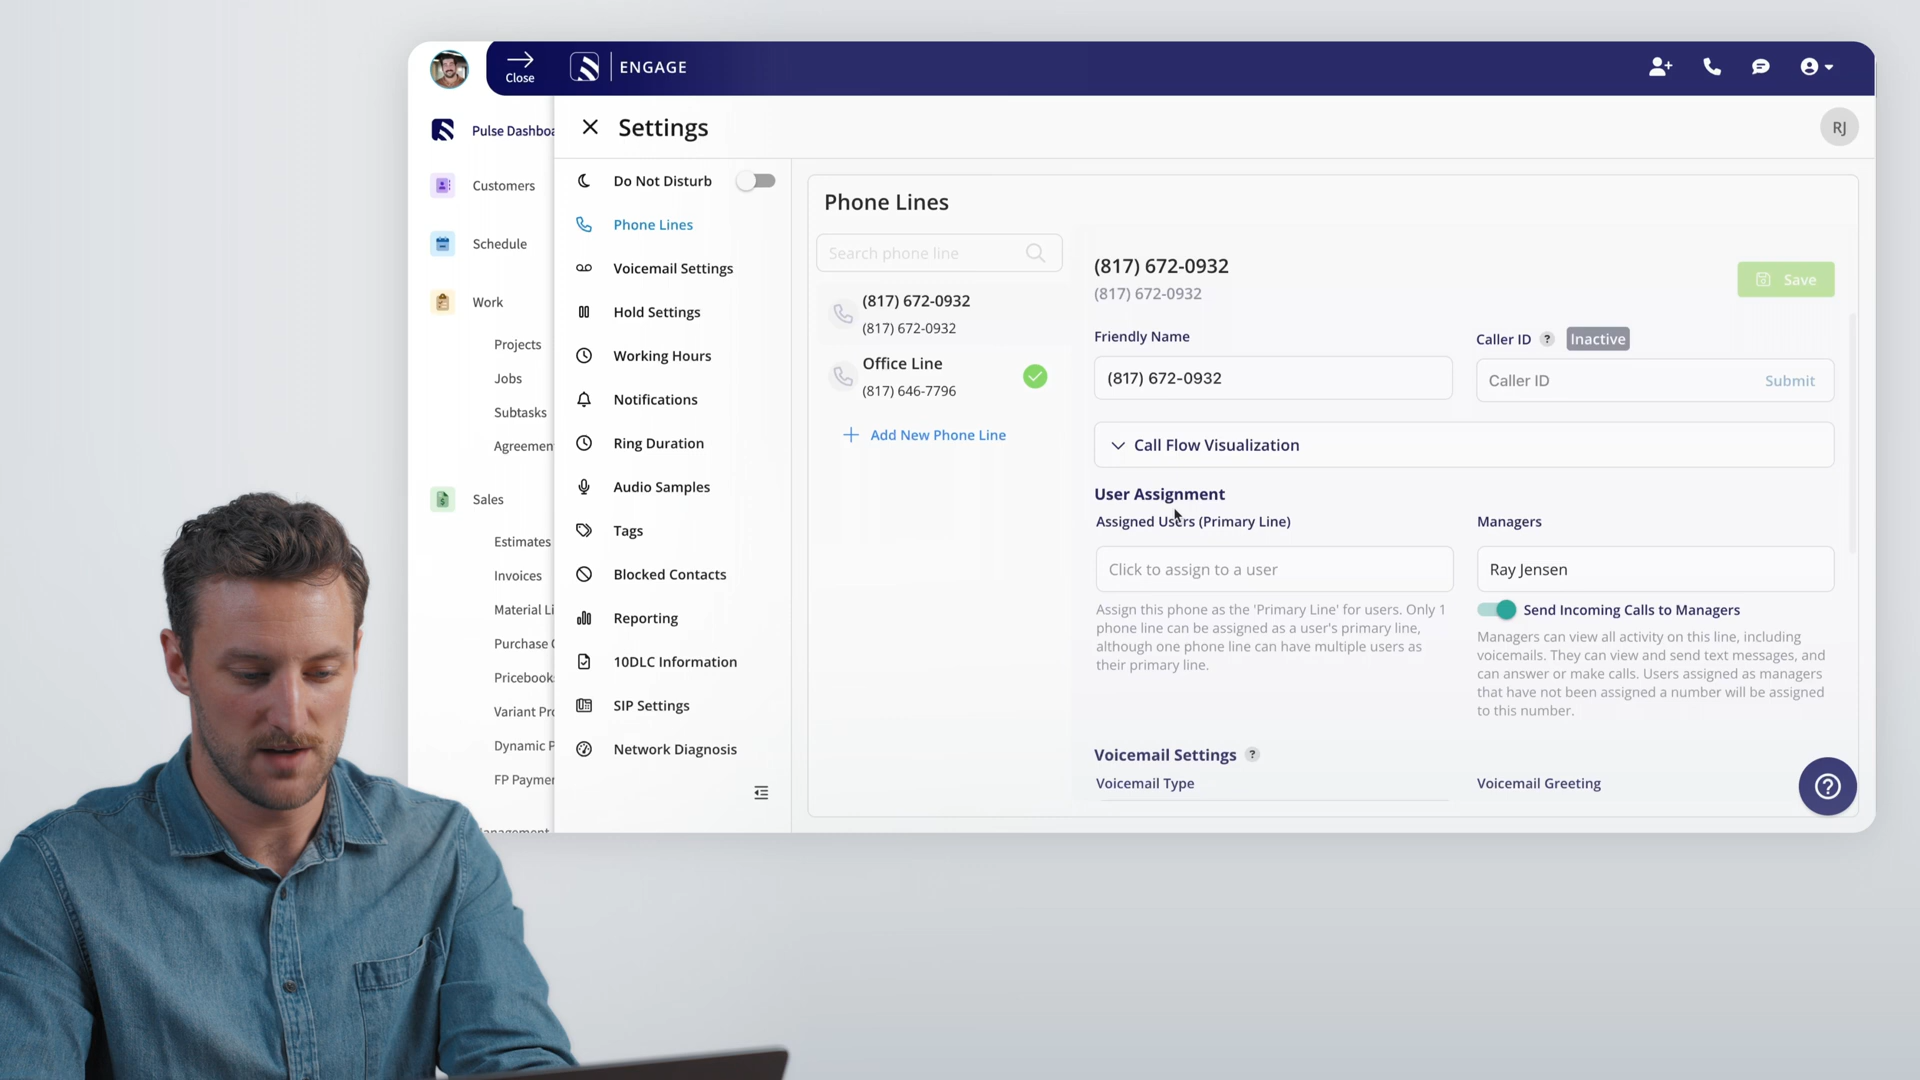 Close
ENGAGE
Pulse Dashboa
Customers
Schedule
Work
Projects
Jobs
Subtasks
Agreemen
Sales
Estimates
Invoices
Material Li
Purchase
Pricebook
Variant Pr
Dynamic P
FP Paymen
Settings
RJ
Do Not Disturb
Phone Lines
Voicemail Settings
Hold Settings
Working Hours
Notifications
Ring Duration
Audio Samples
Tags
Blocked Contacts
Reporting
10DLC Information
SIP Settings
Network Diagnosis
Phone Lines
Search phone line
(817) 672-0932
(817) 672-0932
Office Line
(817) 646-7796
Add New Phone Line
(817) 672-0932
(817) 672-0932
Save
Friendly Name
(817) 672-0932
Caller ID ? Inactive
Caller ID Submit
Call Flow Visualization
User Assignment
Assigned Users (Primary Line)
Click to assign to a user
Assign this phone as the 'Primary Line' for users. Only 1
phone line can be assigned as a user's primary line,
although one phone line can have multiple users as
their primary line.
Managers
Ray Jensen
Send Incoming Calls to Managers
Managers can view all activity on this line, including
voicemails. They can view and send text messages, and
can answer or make calls. Users assigned as managers
that have not been assigned a number will be assigned
to this number.
Voicemail Settings ?
Voicemail Type
Voicemail Greeting
?